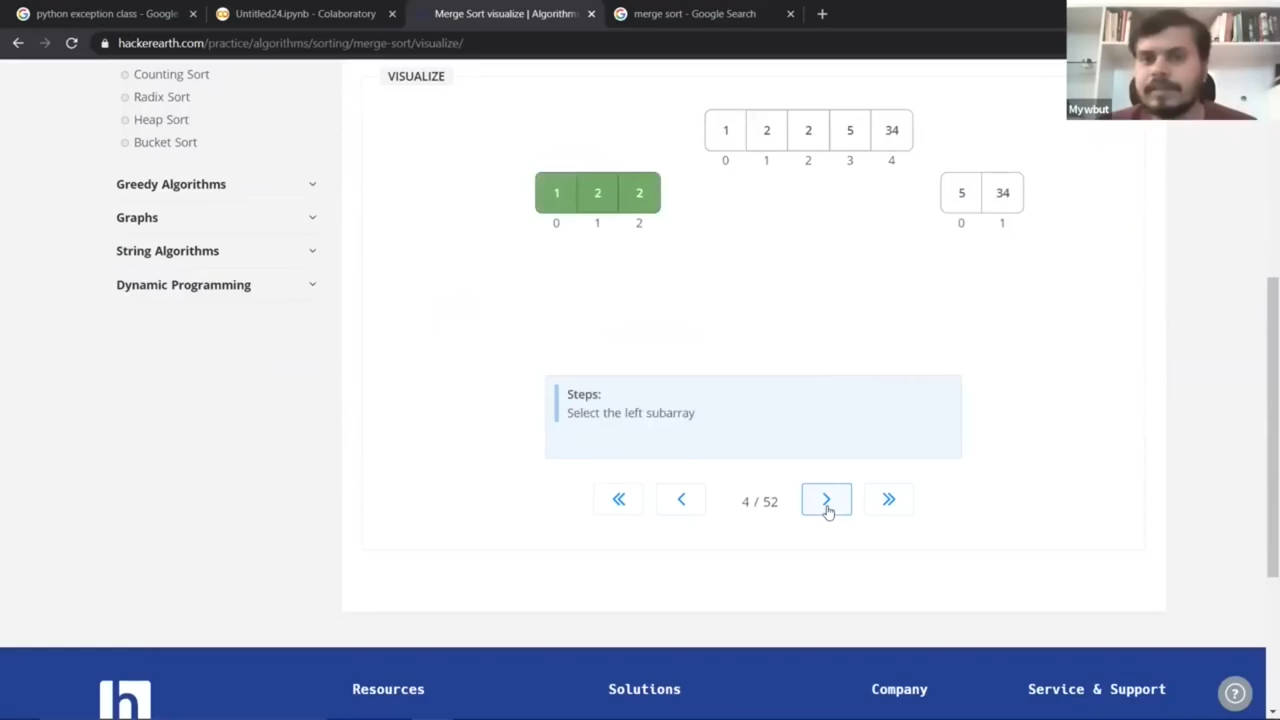 python exception class - Google
Untitled24.ipynb - Colaboratory
Merge Sort visualize | Algorithms
merge sort - Google Search
hackerearth.com/practice/algorithms/sorting/merge-sort/visualize/
Mywbut
Counting Sort
Radix Sort
Heap Sort
Bucket Sort
Greedy Algorithms
Graphs
String Algorithms
Dynamic Programming
VISUALIZE
1 2 2 5 34
0 1 2 3 4
1 2 2
0 1 2
5 34
0 1
Steps:
Select the left subarray
4 / 52
h
Resources
Solutions
Company
Service & Support
?